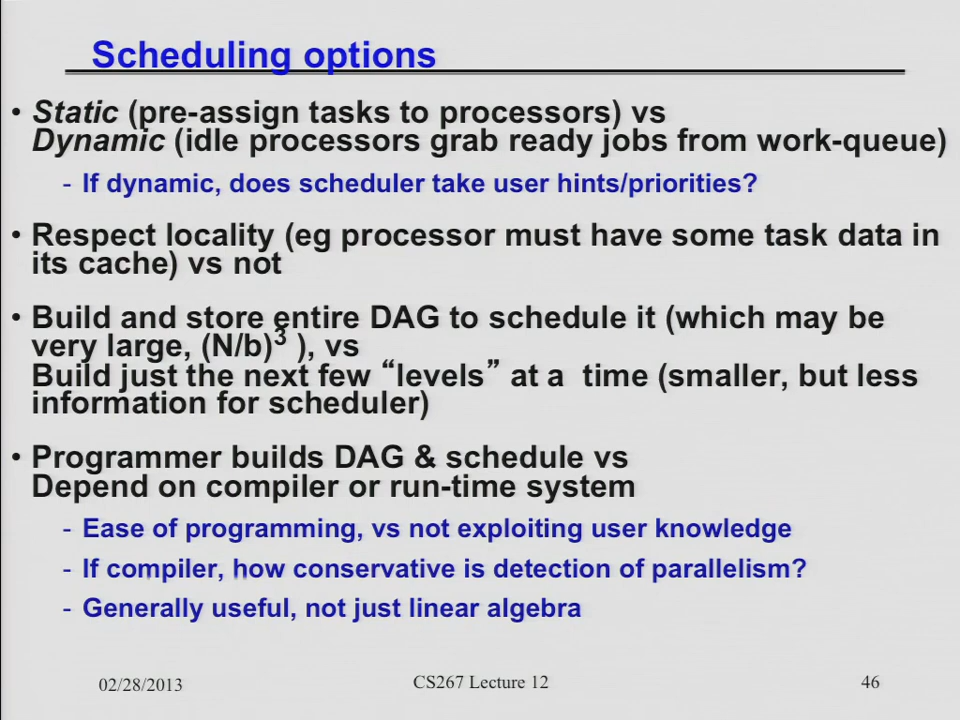 Scheduling options
• Static (pre-assign tasks to processors) vs
Dynamic (idle processors grab ready jobs from work-queue)
- If dynamic, does scheduler take user hints/priorities?
• Respect locality (eg processor must have some task data in
its cache) vs not
• Build and store entire DAG to schedule it (which may be
very large, (N/b)³ ), vs
Build just the next few “levels” at a time (smaller, but less
information for scheduler)
• Programmer builds DAG & schedule vs
Depend on compiler or run-time system
- Ease of programming, vs not exploiting user knowledge
- If compiler, how conservative is detection of parallelism?
- Generally useful, not just linear algebra
02/28/2013
CS267 Lecture 12
46